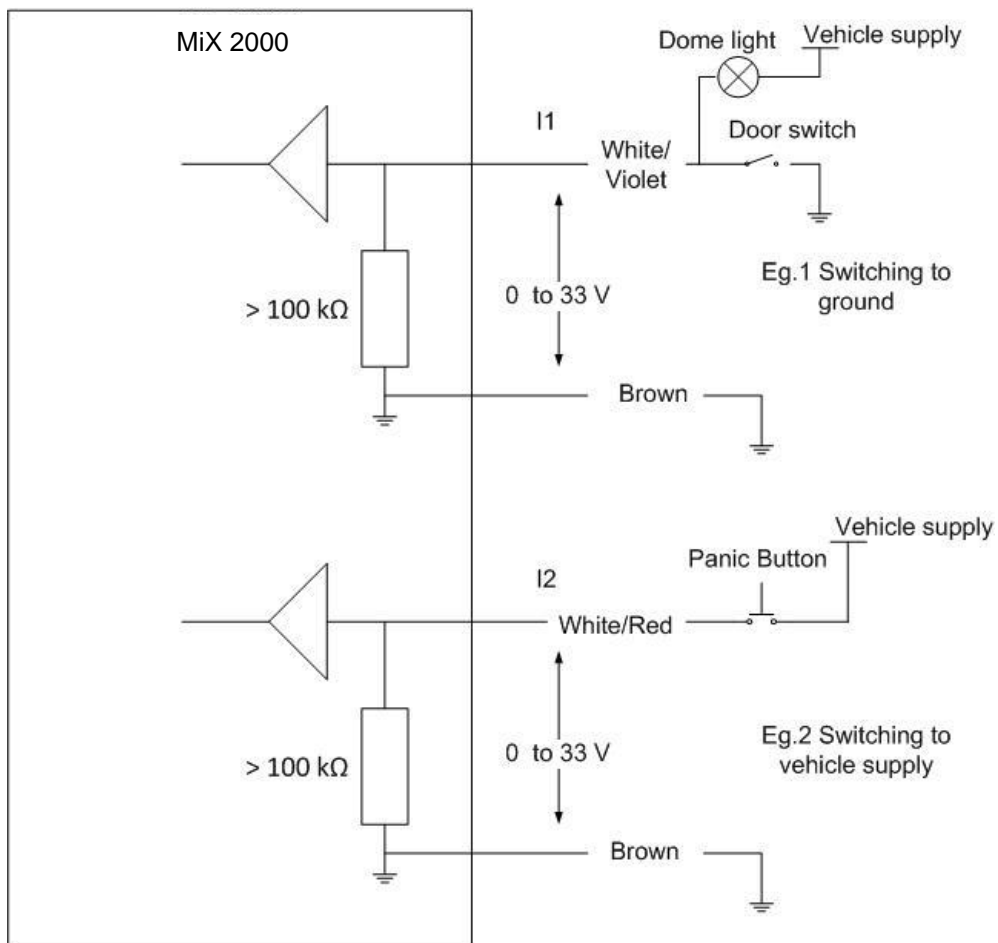 MiX 2000
Dome light
Vehicle supply
I1
Door switch
White/
Violet
Eg.1 Switching to
ground
> 100 kΩ
0 to 33 V
Brown
Vehicle supply
Panic Button
I2
White/Red
Eg.2 Switching to
vehicle supply
> 100 kΩ
0 to 33 V
Brown